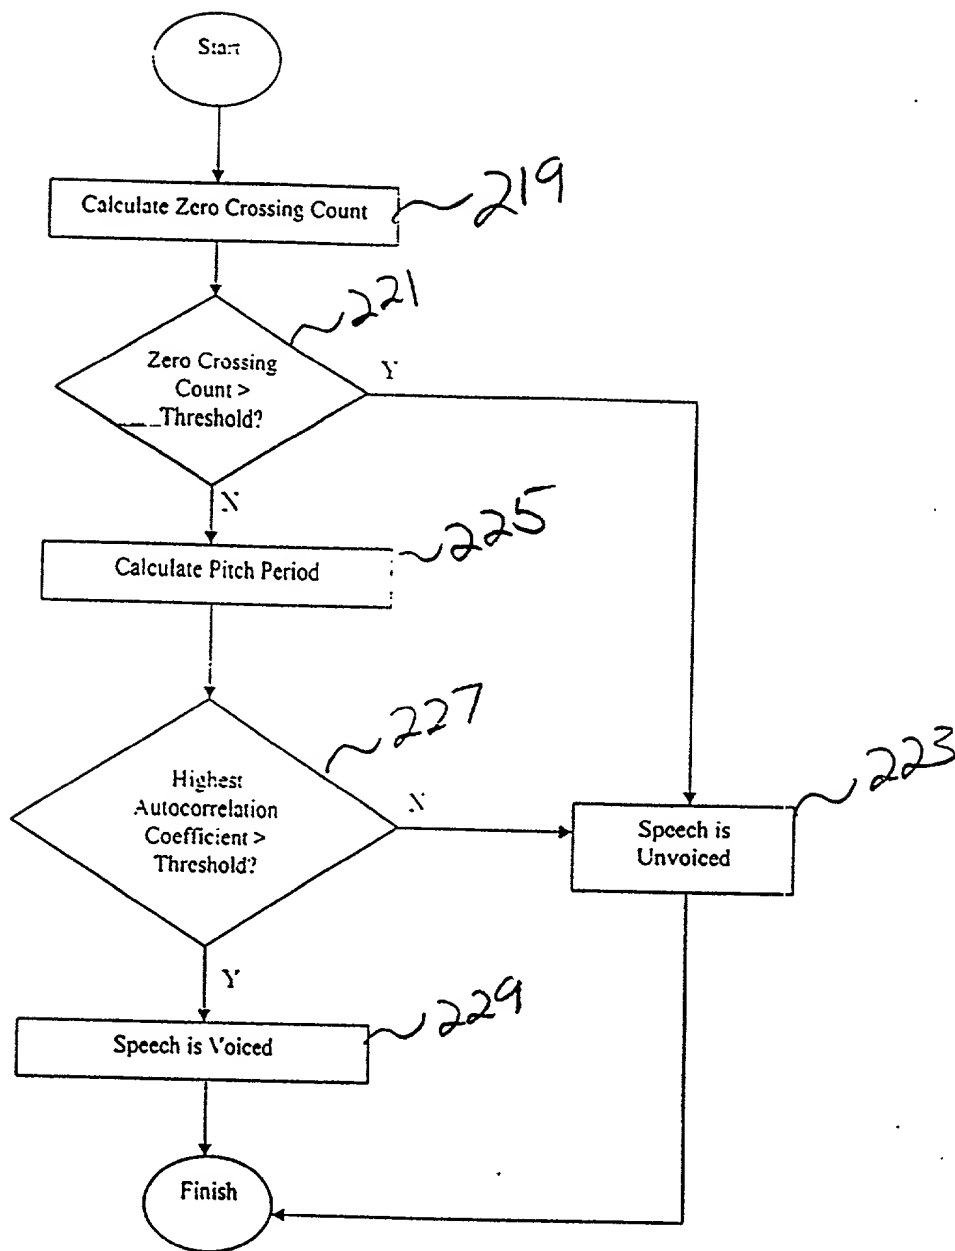 Start
Calculate Zero Crossing Count
219
221
Zero Crossing
Count >
Threshold?
Y
N
225
Calculate Pitch Period
227
Highest
Autocorrelation
Coefficient >
Threshold?
N
223
Speech is
Unvoiced
Y
229
Speech is Voiced
Finish